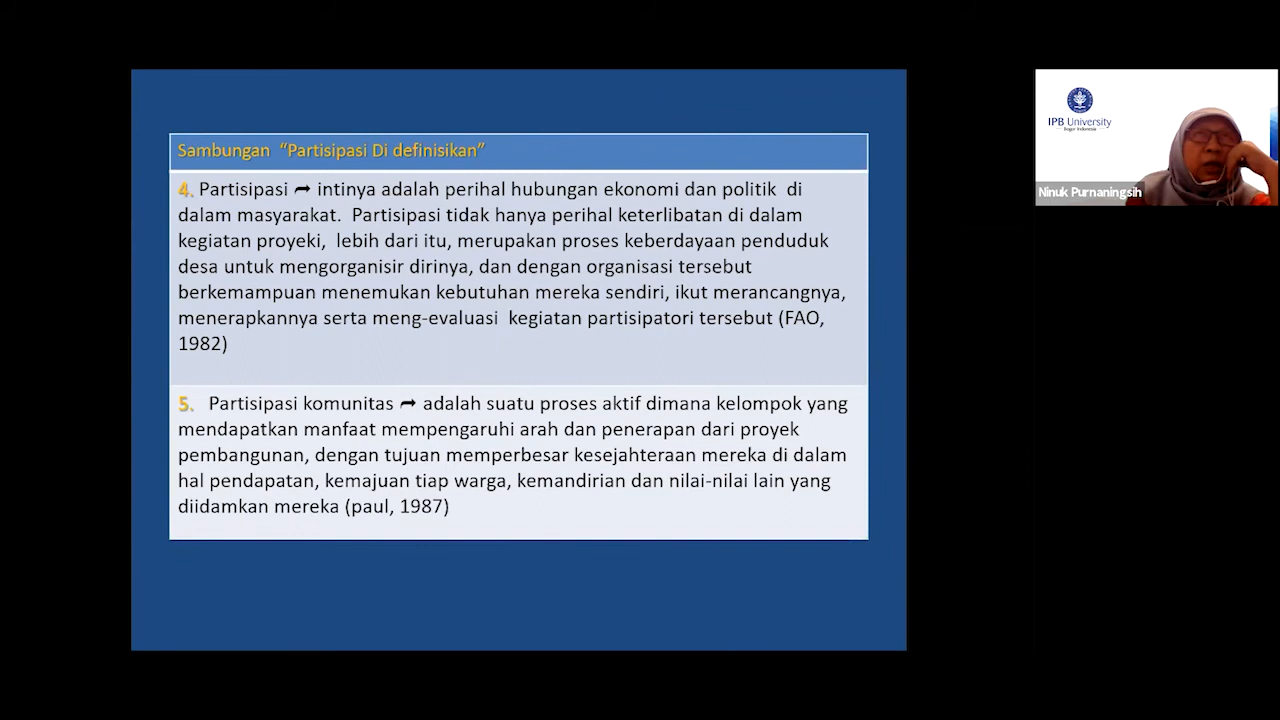 Sambungan “Partisipasi Di definisikan”
4. Partisipasi ➦ intinya adalah perihal hubungan ekonomi dan politik di
dalam masyarakat. Partisipasi tidak hanya perihal keterlibatan di dalam
kegiatan proyeki, lebih dari itu, merupakan proses keberdayaan penduduk
desa untuk mengorganisir dirinya, dan dengan organisasi tersebut
berkemampuan menemukan kebutuhan mereka sendiri, ikut merancangnya,
menerapkannya serta meng-evaluasi kegiatan partisipatori tersebut (FAO,
1982)
5. Partisipasi komunitas ➦ adalah suatu proses aktif dimana kelompok yang
mendapatkan manfaat mempengaruhi arah dan penerapan dari proyek
pembangunan, dengan tujuan memperbesar kesejahteraan mereka di dalam
hal pendapatan, kemajuan tiap warga, kemandirian dan nilai-nilai lain yang
diidamkan mereka (paul, 1987)
IPB University
Bogor Indonesia
Ninuk Purnaningsih